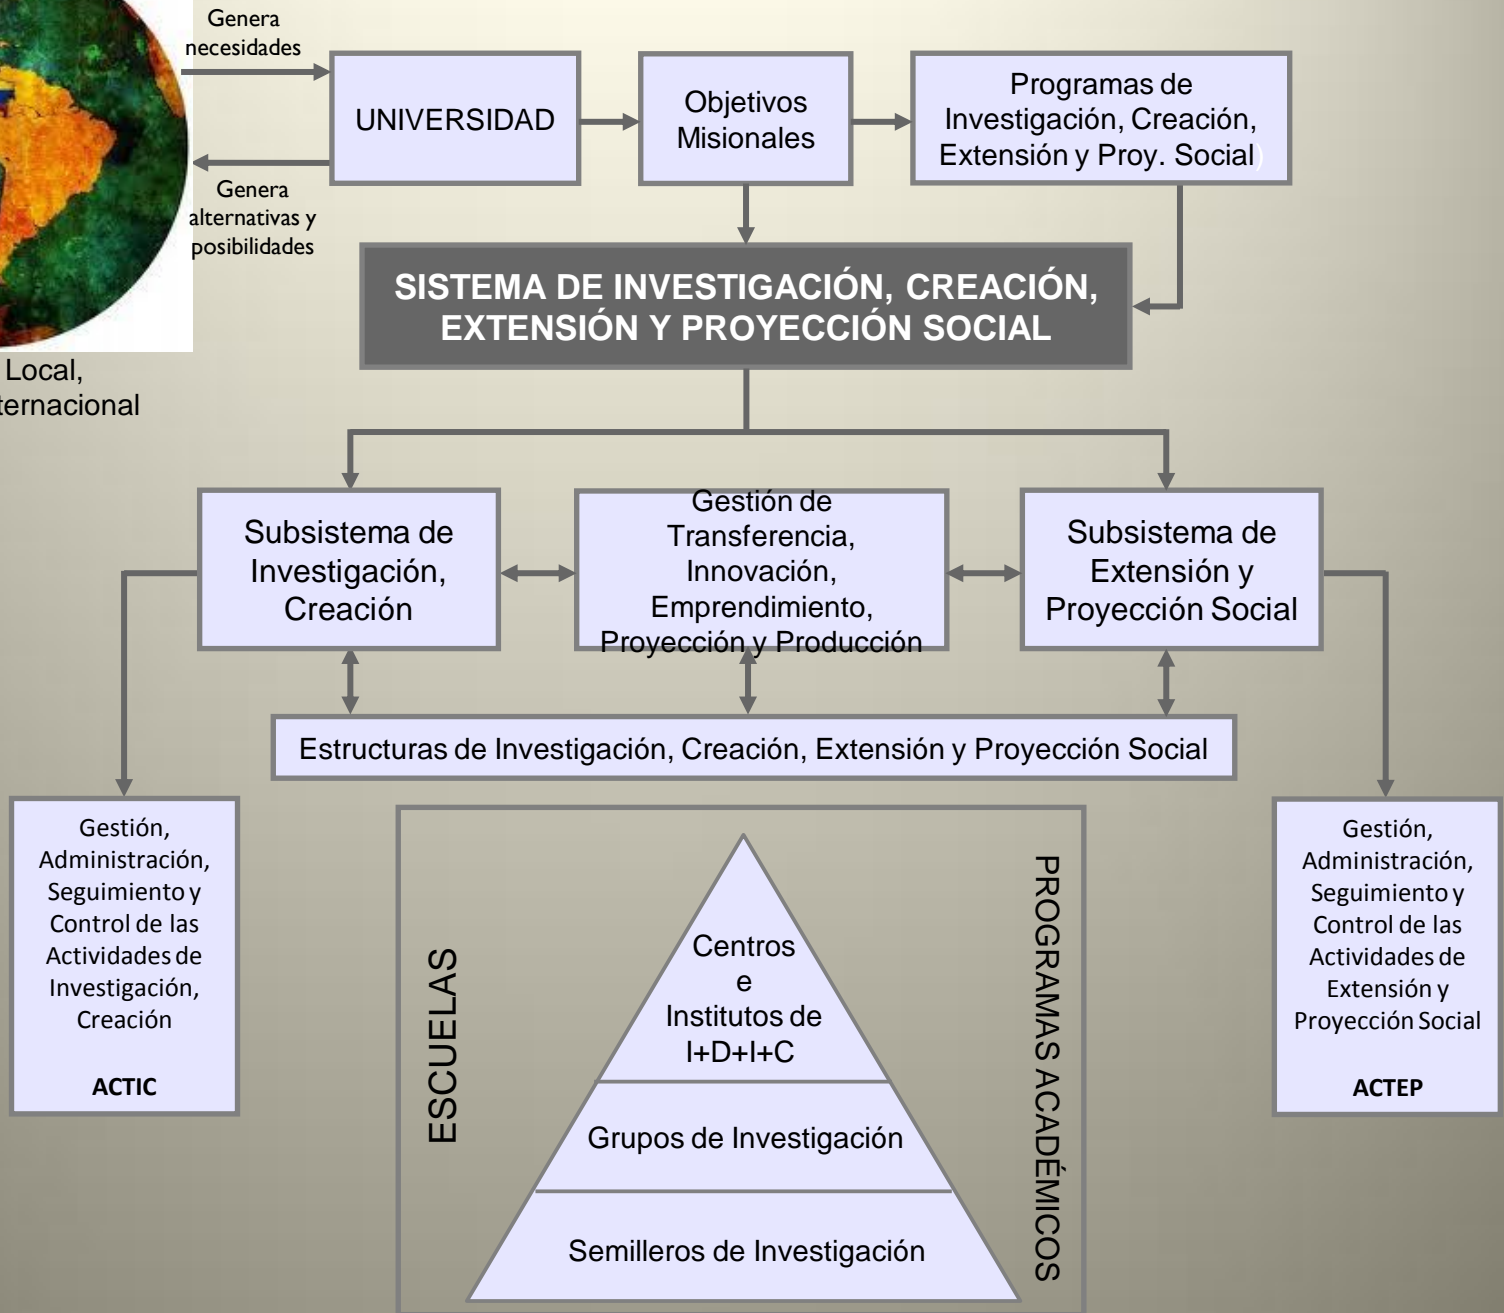 Genera
necesidades
UNIVERSIDAD
Objetivos
Misionales
Programas de
Investigación, Creación,
Extensión y Proy. Social)
Genera
alternativas y
posibilidades
SISTEMA DE INVESTIGACIÓN, CREACIÓN,
EXTENSIÓN Y PROYECCIÓN SOCIAL
Local,
ternacional
Subsistema de
Investigación,
Creación
Gestión de
Transferencia,
Innovación,
Emprendimiento,
Proyección y Producción
Subsistema de
Extensión y
Proyección Social
Estructuras de Investigación, Creación, Extensión y Proyección Social
Gestión,
Administración,
Seguimiento y
Control de las
Actividades de
Investigación,
Creación
ACTIC
ESCUELAS
Centros
e
Institutos de
I+D+I+C
Grupos de Investigación
Semilleros de Investigación
PROGRAMAS ACADÉMICOS
Gestión,
Administración,
Seguimiento y
Control de las
Actividades de
Extensión y
Proyección Social
ACTEP